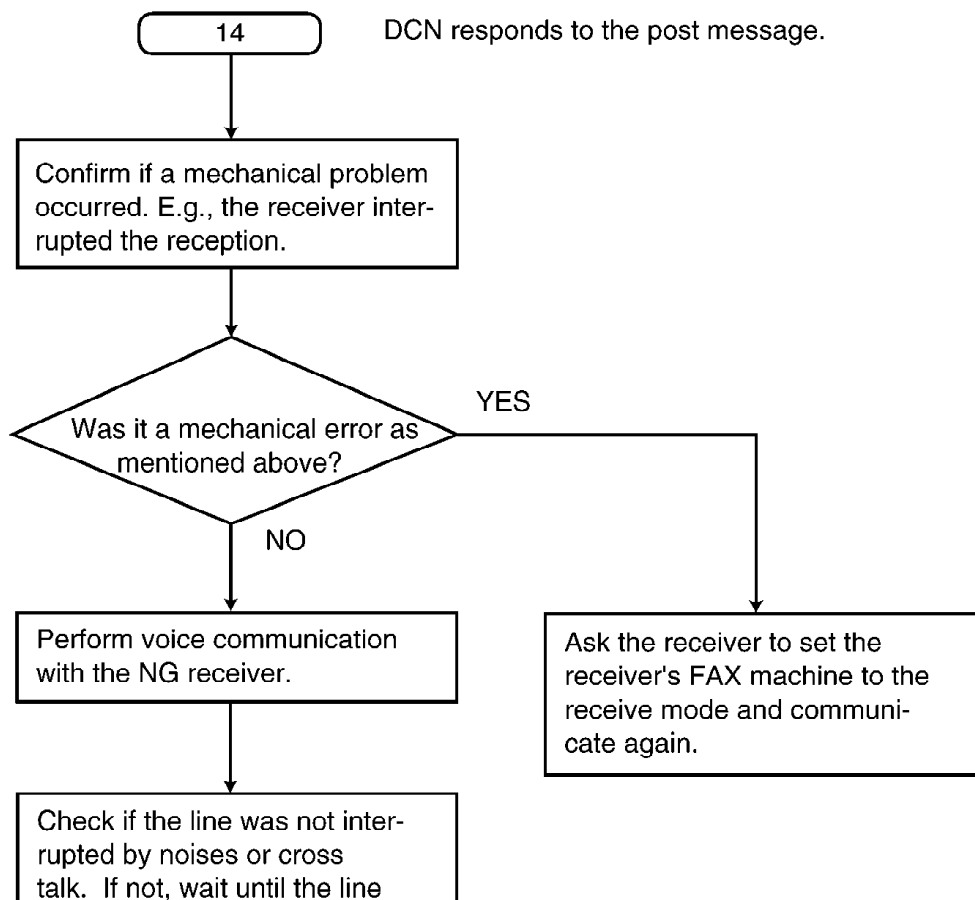 14
DCN responds to the post message.
Confirm if a mechanical problem
occurred. E.g., the receiver inter-
rupted the reception.
Was it a mechanical error as
mentioned above?
YES
NO
Perform voice communication
with the NG receiver.
Ask the receiver to set the
receiver's FAX machine to the
receive mode and communi-
cate again.
Check if the line was not inter-
rupted by noises or cross
talk.  If not, wait until the line